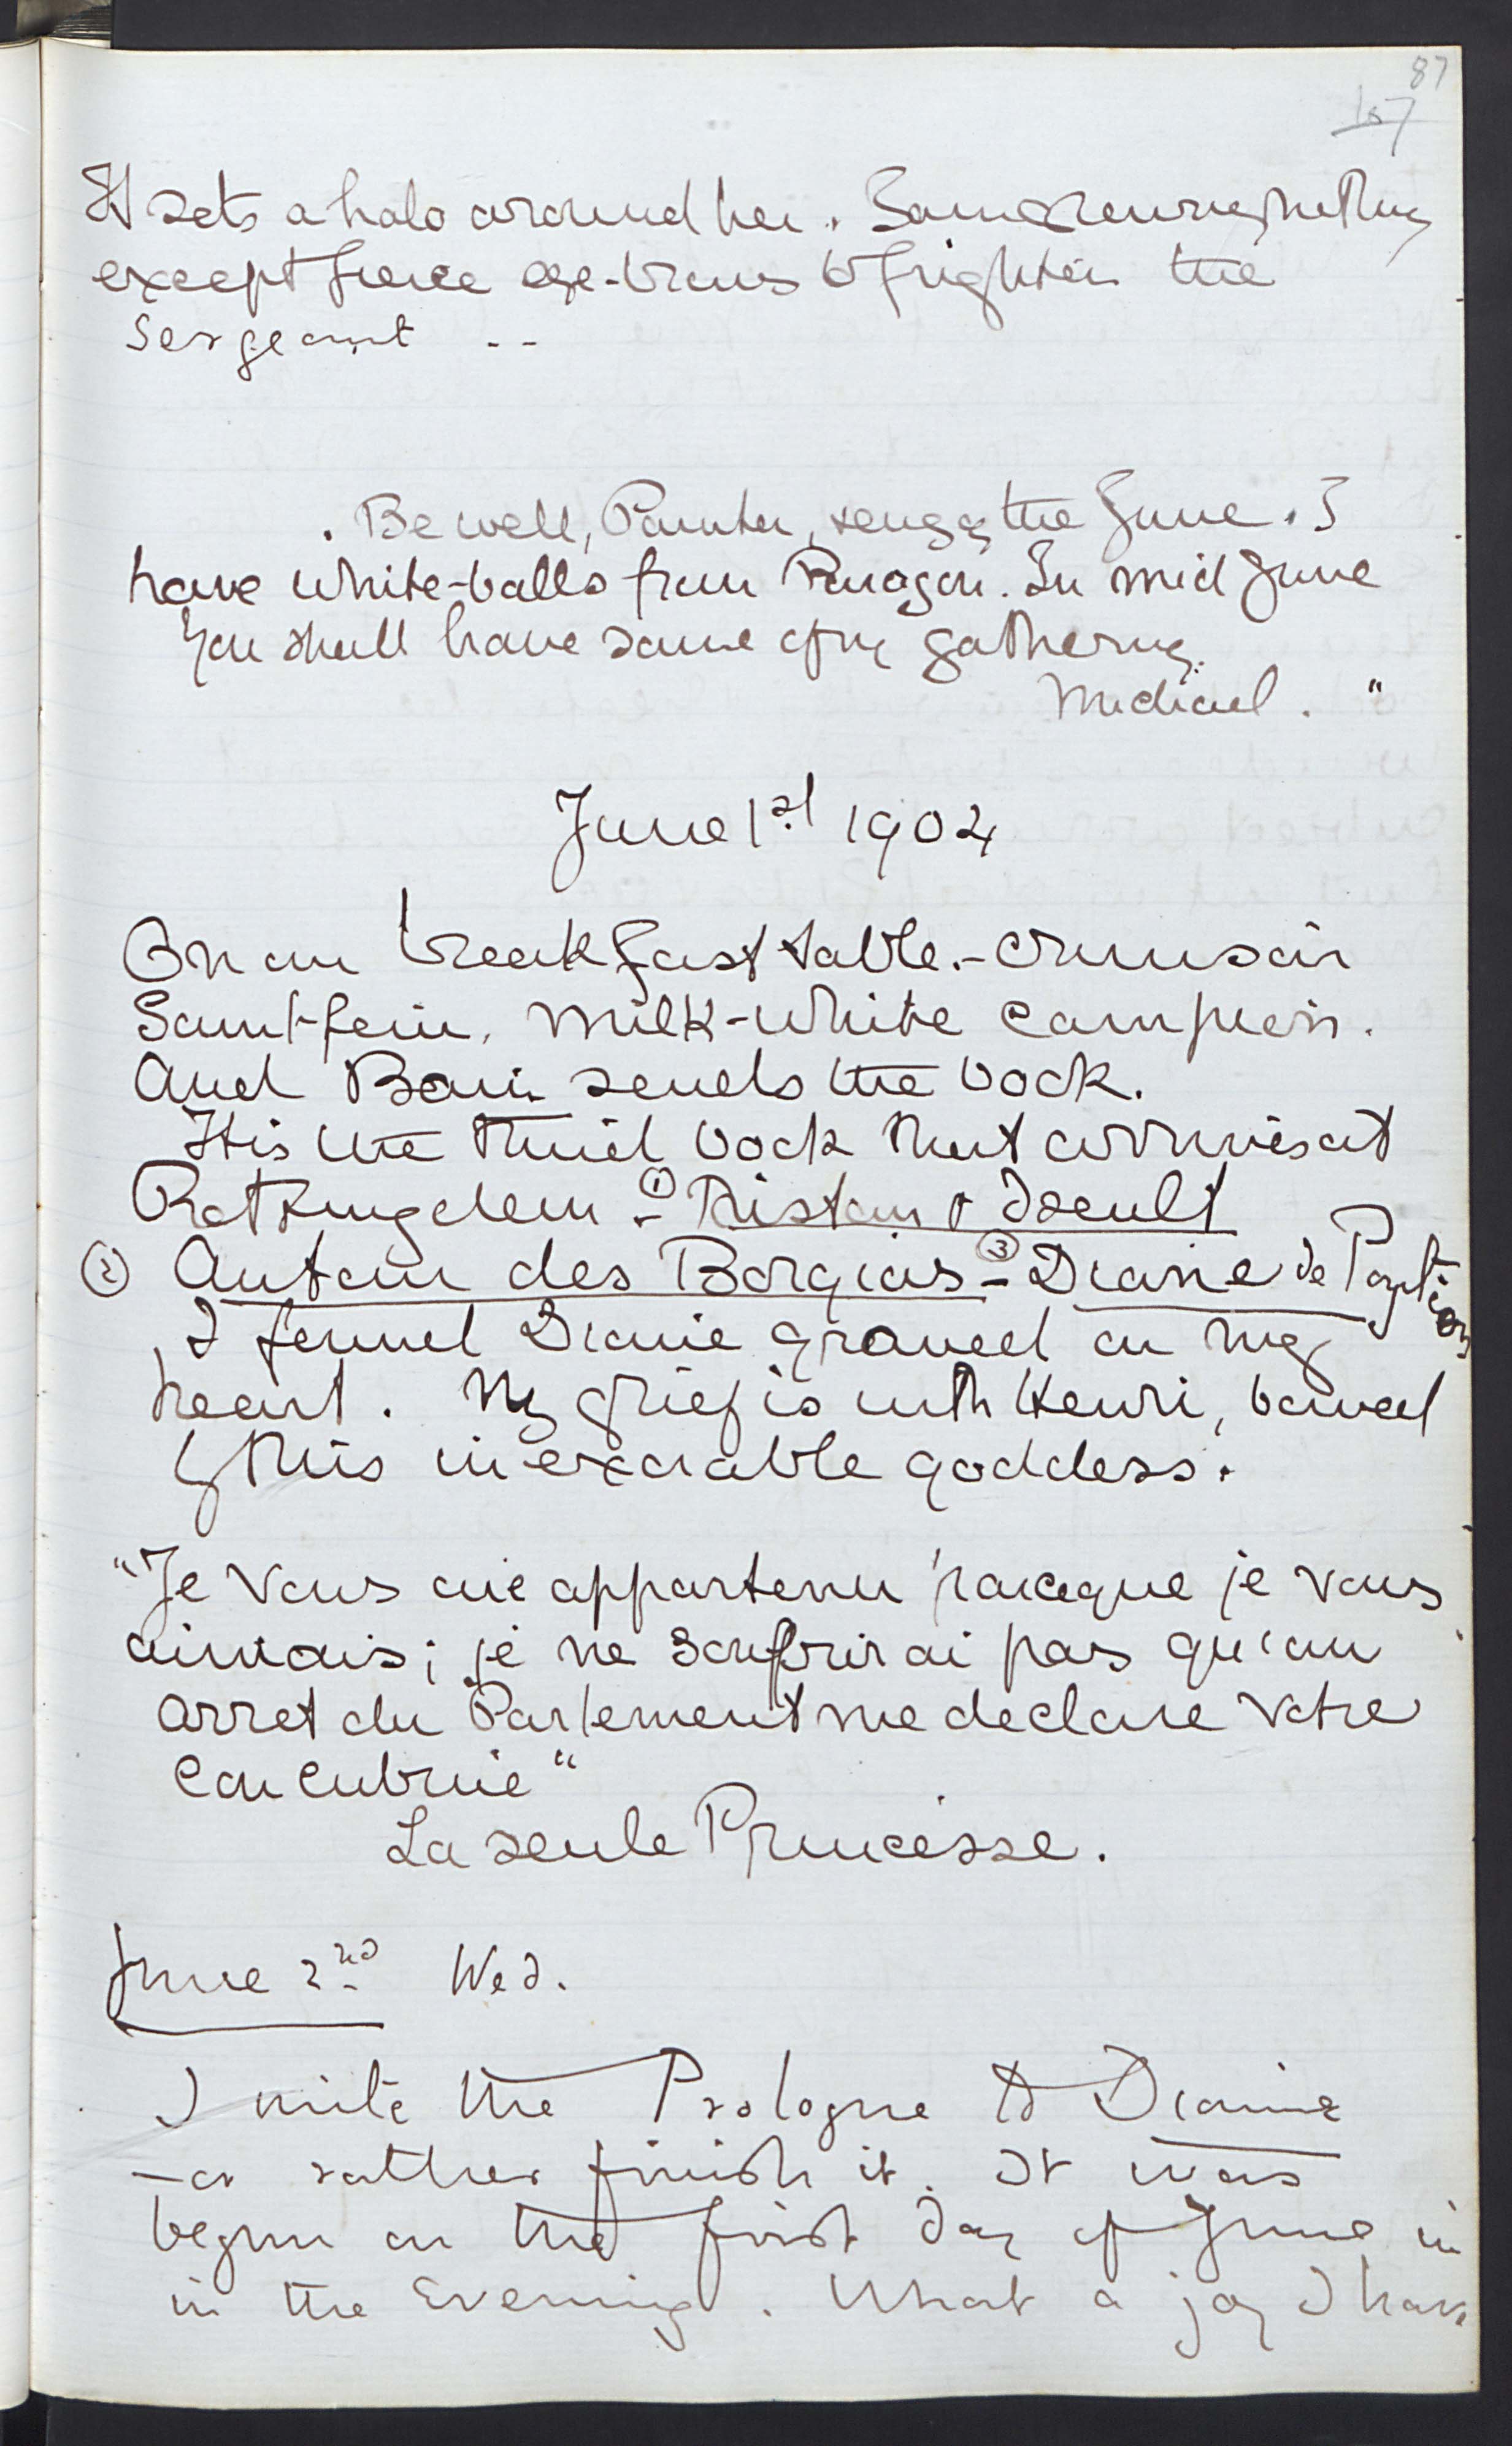 87
167
It sets a halo around her. Sam
except fierce eye-brows to frighten the
Sergeant --
. Be well, Painter, & enjoy the June. I
have white-balls from Paragon. In mid June
you shall have some of my gathering.
Michael. "
June 1st 1904
On our breakfast table - crimson
Saint-foin, milk-white campion.
And Bain sends the book.
It is the third book that arrives at
- ① Tristan & Iseult
② Autour des Borgias - ③ Diane de Poytiers
I found Diane graved on my
heart. My grief is with Henri, bowed
by this inexorable goddess.
"Je vous aie appartenu parceque je vous
aimais; je ne souffrirai pas qu'un
arret du Parlement me declare votre
concubine"
La seule Princesse.
June 2nd Wed.
I write the Prologue to Diane
- or rather finish it. It was
begun on the first day of June in
in the Evening. What a joy I have